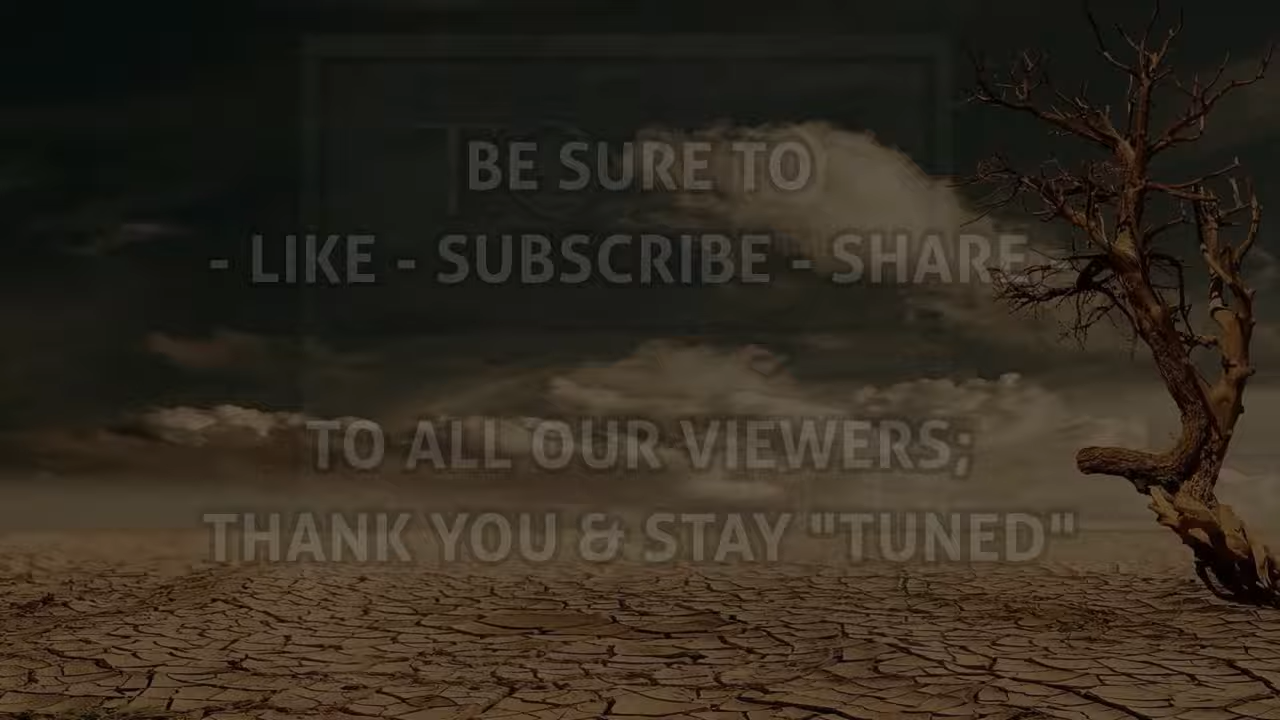 BE SURE TO
- LIKE - SUBSCRIBE - SHARE
TO ALL OUR VIEWERS;
THANK YOU & STAY "TUNED"